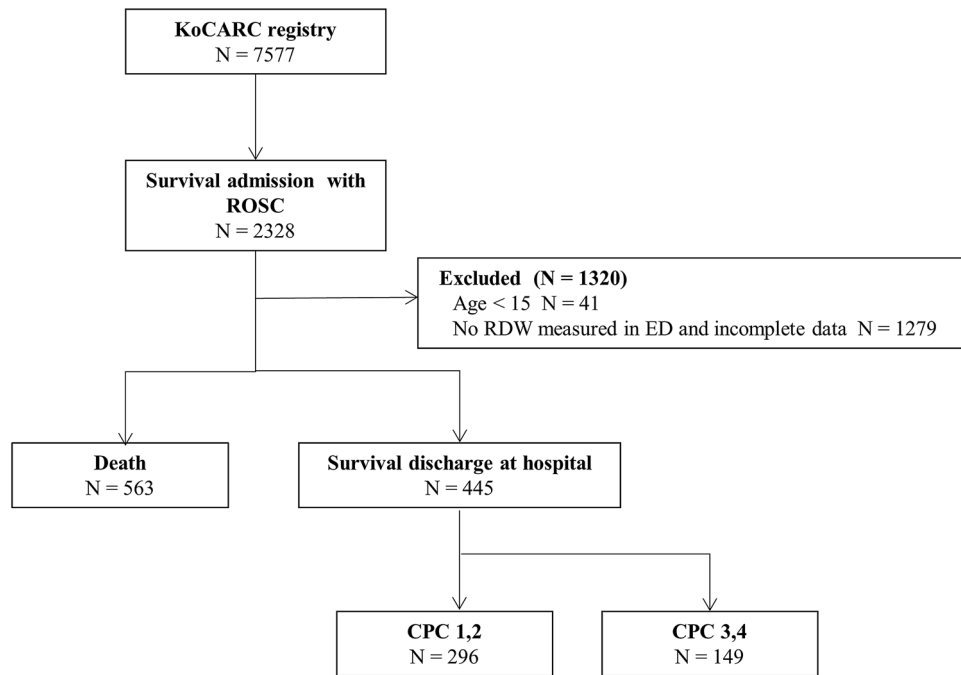 KoCARC registry
N = 7577
Survival admission with
ROSC
N = 2328
Excluded (N = 1320)
Age < 15 N = 41
No RDW measured in ED and incomplete data N = 1279
Death
N = 563
Survival discharge at hospital
N = 445
CPC 1,2
N = 296
CPC 3,4
N = 149